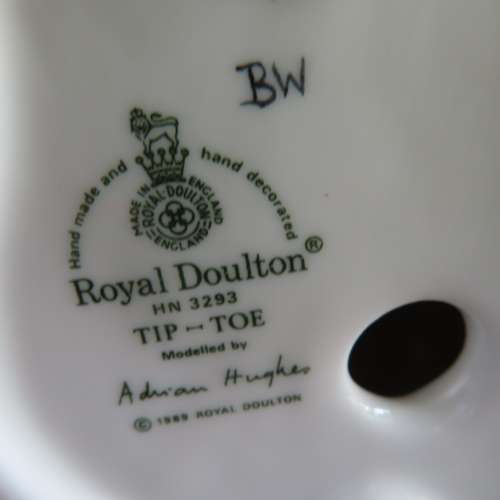 BW
Hand made and hand decorated
MADE IN ENGLAND
ROYAL DOULTON
ENGLAND
Royal Doulton®
HN 3293
TIP-TOE
Modelled by
Adrian Hughes
© 1989 ROYAL DOULTON